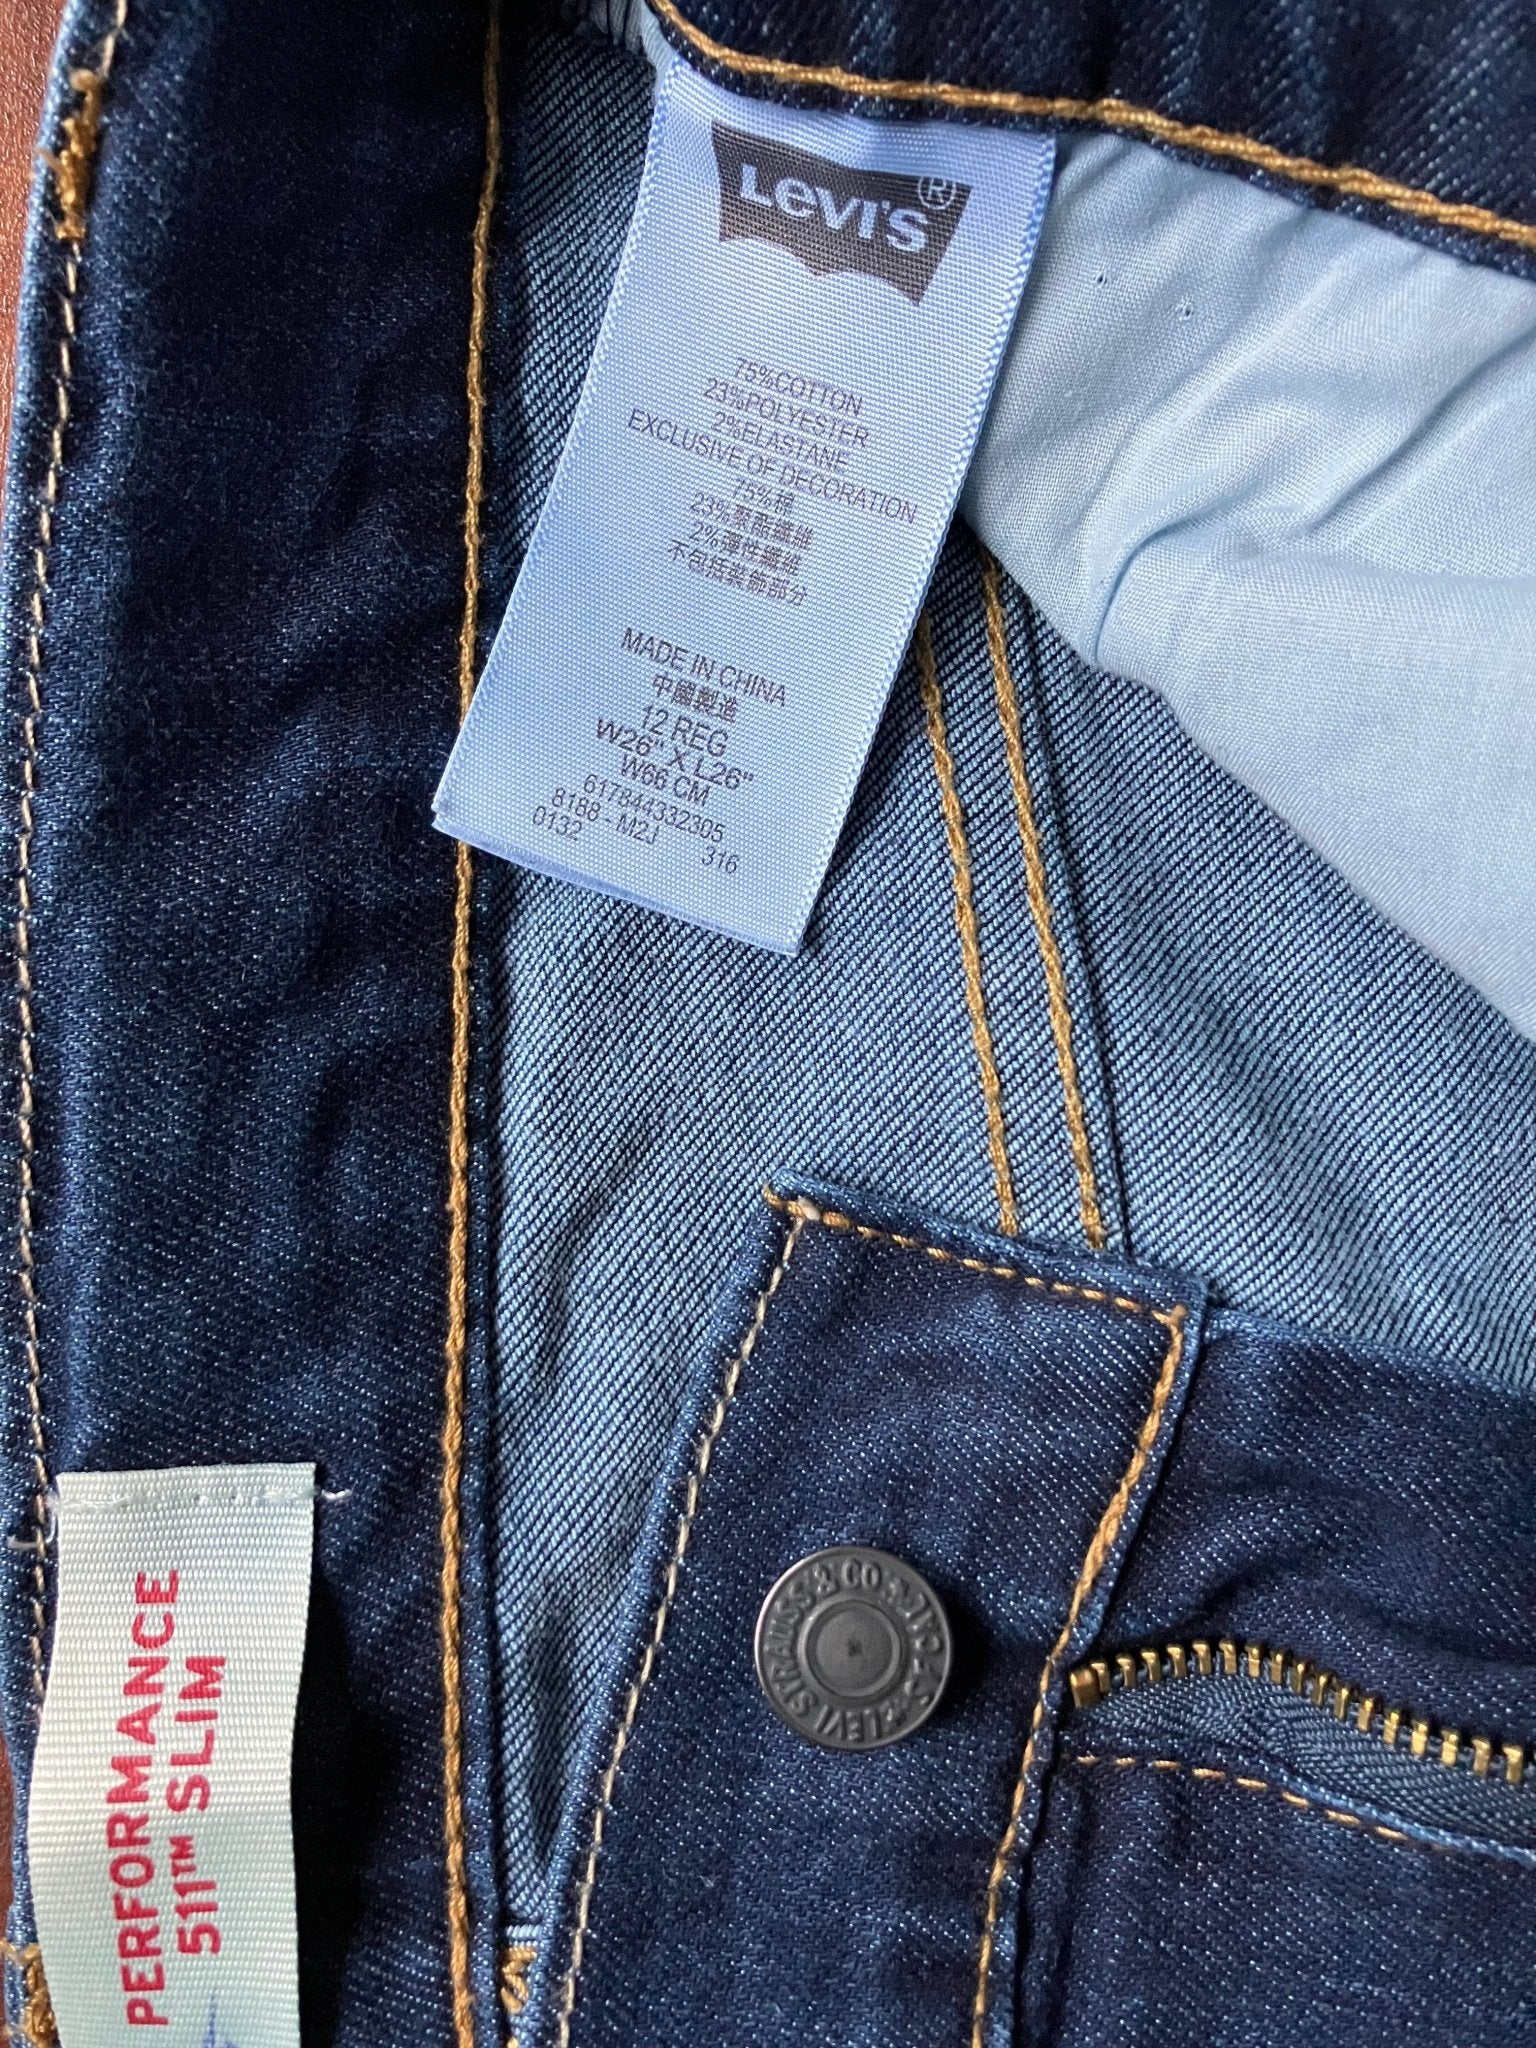 LEVI'S®
75%COTTON
23%POLYESTER
2%ELASTANE
EXCLUSIVE OF DECORATION
75%棉
23%聚酯纖維
2%彈性纖維
不包括裝飾部分
MADE IN CHINA
中國製造
12 REG
W26" X L26"
W66 CM
617844332305
8188 - M2J
0132 316
LEVI STRAUSS & CO. S.F. CAL
PERFORMANCE
511™ SLIM